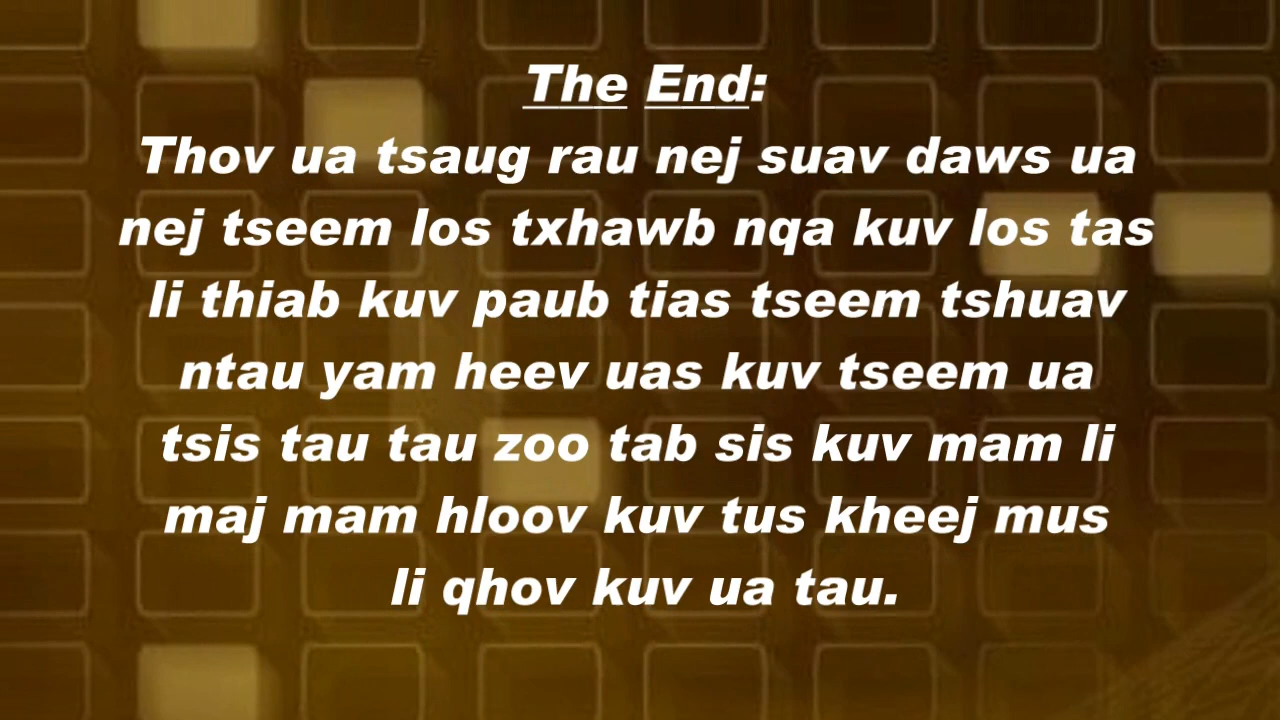 The End:
Thov ua tsaug rau nej suav daws ua
nej tseem los txhawb nqa kuv los tas
li thiab kuv paub tias tseem tshuav
ntau yam heev uas kuv tseem ua
tsis tau tau zoo tab sis kuv mam li
maj mam hloov kuv tus kheej mus
li qhov kuv ua tau.